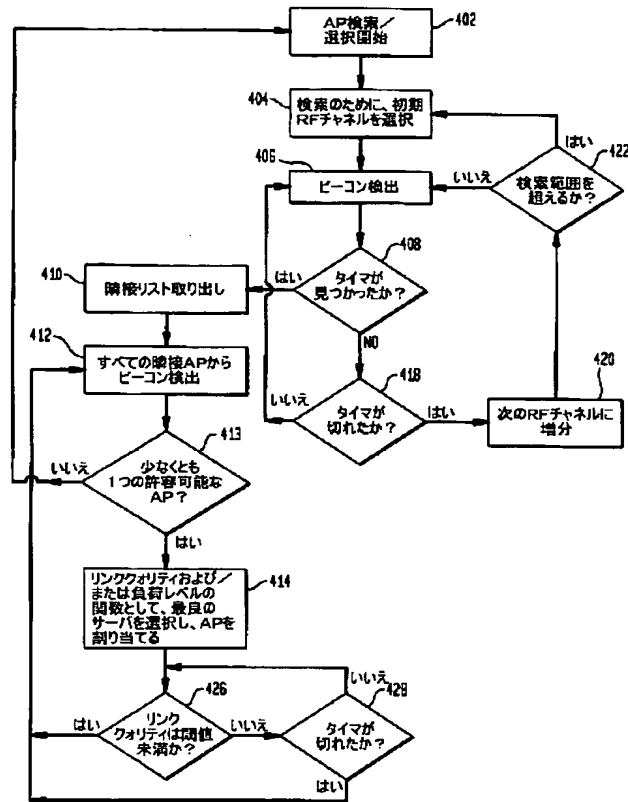 AP検索／
選択開始
402
404
検索のために、初期
RFチャネルを選択
406
ビーコン検出
はい
422
検索範囲を
超えるか？
いいえ
408
タイマが
見つかったか？
はい
410
隣接リスト取り出し
NO
412
すべての隣接APから
ビーコン検出
418
タイマが
切れたか？
いいえ
はい
420
次のRFチャネルに
増分
413
少なくとも
1つの許容可能な
AP？
いいえ
はい
414
リンククォリティおよび／
または負荷レベルの
関数として、最良の
サーバを選択し、APを
割り当てる
426
リンク
クォリティは閾値
未満か？
はい
いいえ
428
タイマが
切れたか？
いいえ
はい